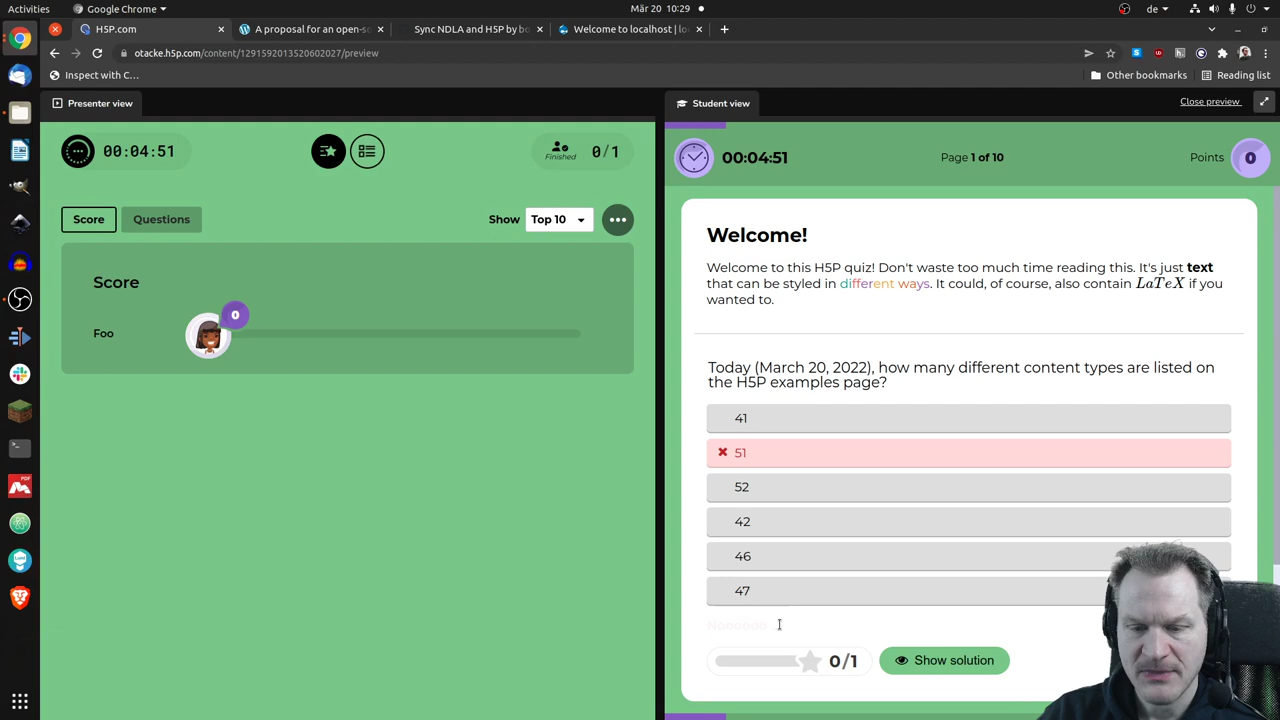 Activities
Google Chrome
Mär 20 10:29
de
H5P.com
A proposal for an open-so
Sync NDLA and H5P by bo
Welcome to localhost | loc
otacke.h5p.com/content/1291592013520602027/preview
Inspect with C…
Other bookmarks
Reading list
Presenter view
Student view
Close preview
00:04:51
Finished
0/1
00:04:51
Page 1 of 10
Points
0
Score
Questions
Show
Top 10
Score
Foo
0
Welcome!
Welcome to this H5P quiz! Don't waste too much time reading this. It's just text
that can be styled in different ways. It could, of course, also contain LaTeX if you
wanted to.
Today (March 20, 2022), how many different content types are listed on
the H5P examples page?
41
51
52
42
46
47
0/1
Show solution